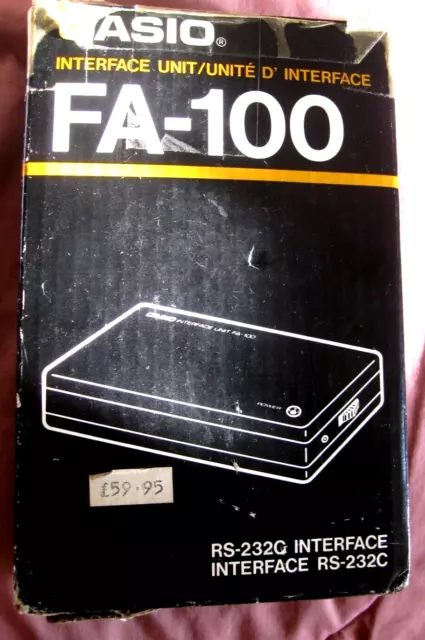 CASIO®
INTERFACE UNIT/UNITÉ D' INTERFACE
FA-100
CASIO INTERFACE UNIT FA-100
POWER
£59.95
RS-232C INTERFACE
INTERFACE RS-232C